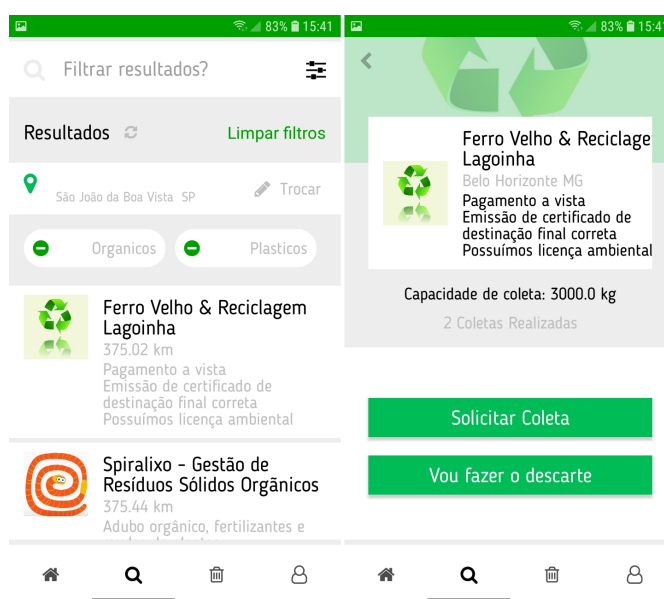 83% 15:41
Filtrar resultados?
Resultados
Limpar filtros
São João da Boa Vista SP
Trocar
Organicos
Plasticos
Ferro Velho & Reciclagem
Lagoinha
375.02 km
Pagamento a vista
Emissão de certificado de
destinação final correta
Possuímos licença ambiental
Spiralixo - Gestão de
Resíduos Sólidos Orgãnicos
375.44 km
Adubo orgânico, fertilizantes e
83% 15:41
Ferro Velho & Reciclage
Lagoinha
Belo Horizonte MG
Pagamento a vista
Emissão de certificado de
destinação final correta
Possuímos licença ambiental
Capacidade de coleta: 3000.0 kg
2 Coletas Realizadas
Solicitar Coleta
Vou fazer o descarte